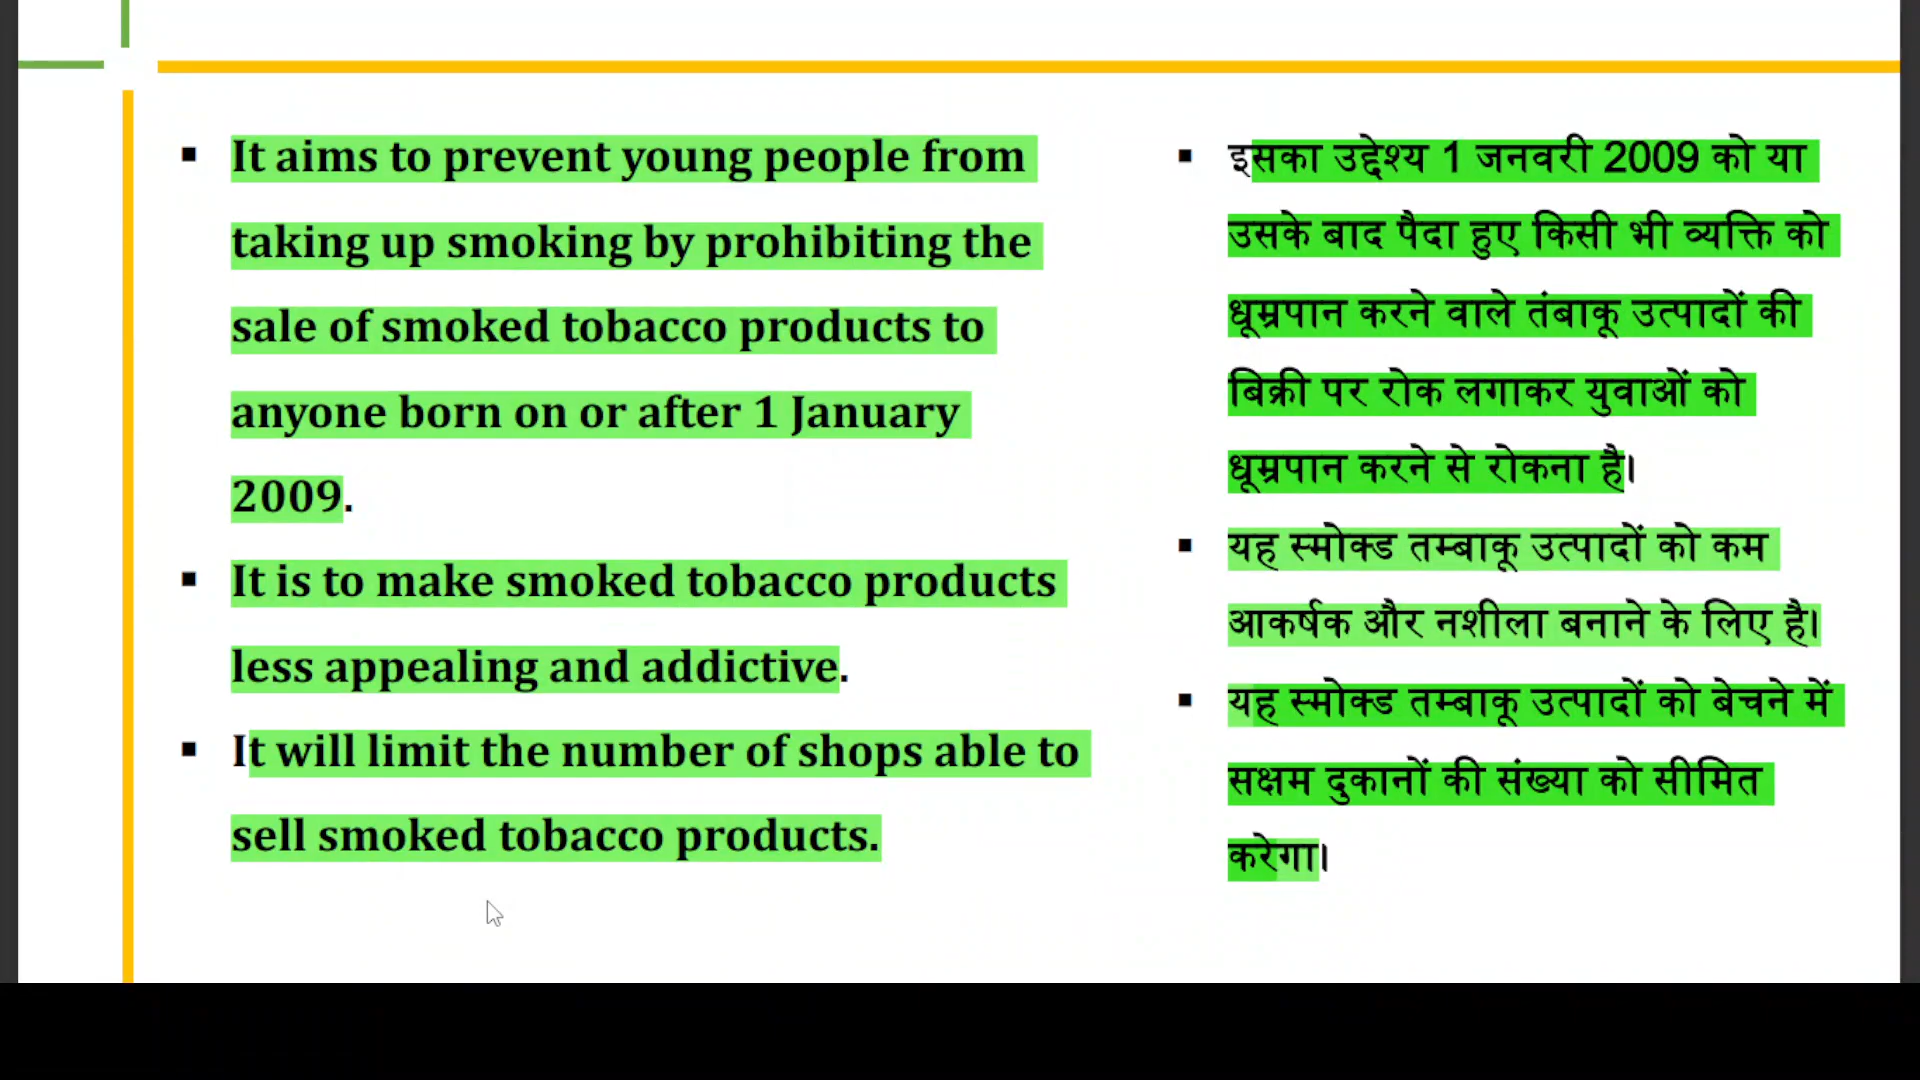 ▪ It aims to prevent young people from
taking up smoking by prohibiting the
sale of smoked tobacco products to
anyone born on or after 1 January
2009.
▪ It is to make smoked tobacco products
less appealing and addictive.
▪ It will limit the number of shops able to
sell smoked tobacco products.
▪ इसका उद्देश्य 1 जनवरी 2009 को या
उसके बाद पैदा हुए किसी भी व्यक्ति को
धूम्रपान करने वाले तंबाकू उत्पादों की
बिक्री पर रोक लगाकर युवाओं को
धूम्रपान करने से रोकना है।
▪ यह स्मोक्ड तम्बाकू उत्पादों को कम
आकर्षक और नशीला बनाने के लिए है।
▪ यह स्मोक्ड तम्बाकू उत्पादों को बेचने में
सक्षम दुकानों की संख्या को सीमित
करेगा।